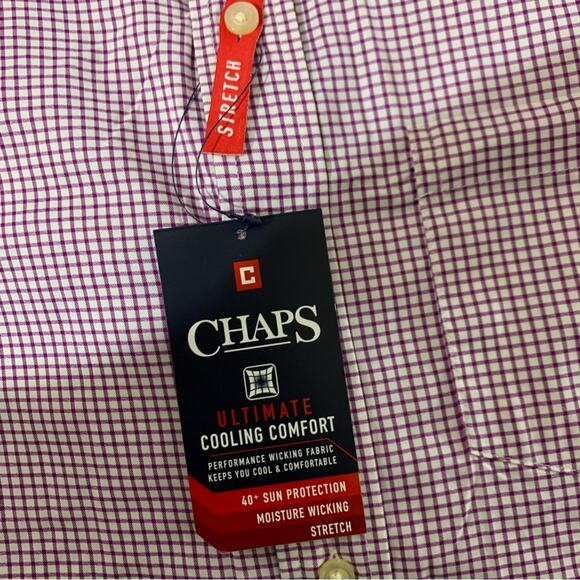 STRETCH
C
CHAPS
ULTIMATE
COOLING COMFORT
PERFORMANCE WICKING FABRIC
KEEPS YOU COOL & COMFORTABLE
40+ SUN PROTECTION
MOISTURE WICKING
STRETCH